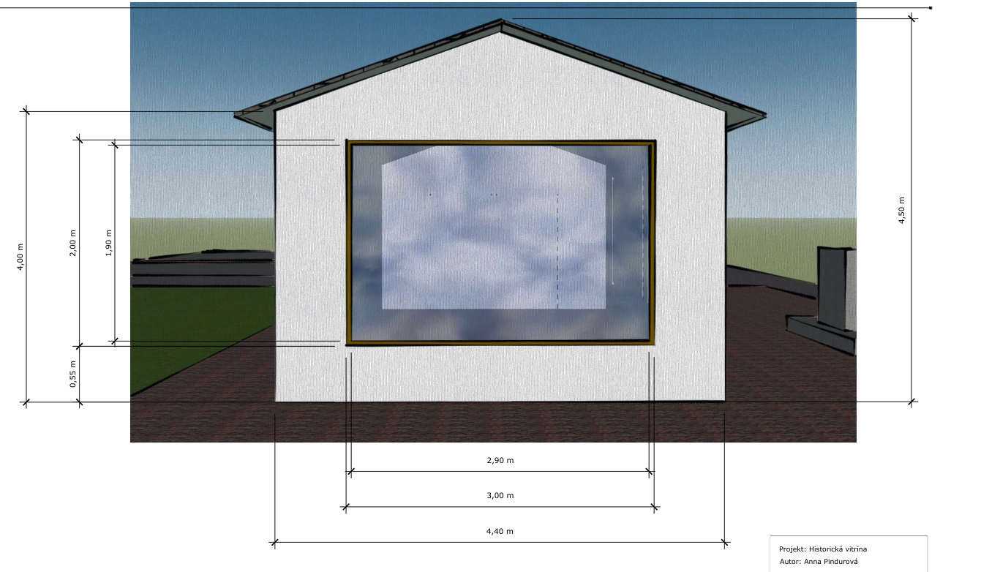 4,50 m
4,00 m
2,00 m
1,90 m
0,55 m
2,90 m
3,00 m
4,40 m
Projekt: Historická vitrína
Autor: Anna Pindurová